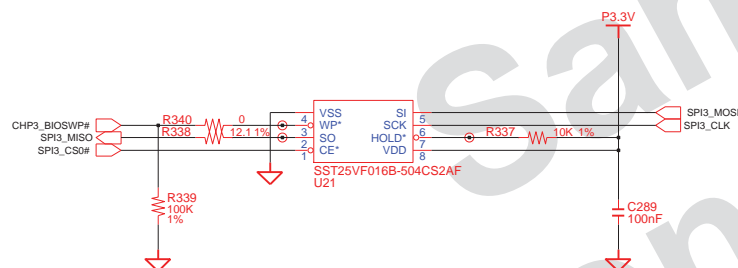 P3.3V
CHP3_BIOSWP#
SPI3_MISO
SPI3_CS0#
R340
0
R338
12.1 1%
4
3
2
1
VSS
WP*
SO
CE*
SI
SCK
HOLD*
VDD
5
6
7
8
SST25VF016B-504CS2AF
U21
R337
10K 1%
SPI3_MOSI
SPI3_CLK
R339
100K
1%
C289
100nF